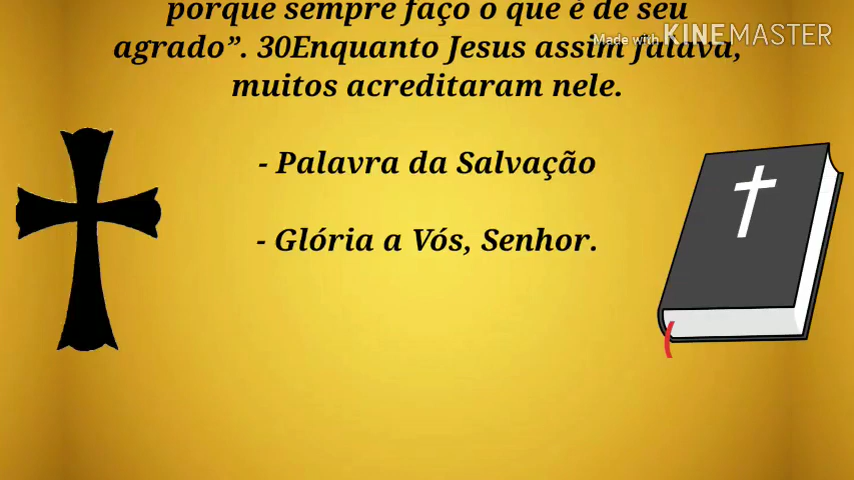 porque sempre faço o que é de seu
agrado”. 30Enquanto Jesus assim falava,
muitos acreditaram nele.
- Palavra da Salvação
- Glória a Vós, Senhor.
Made with KINEMASTER